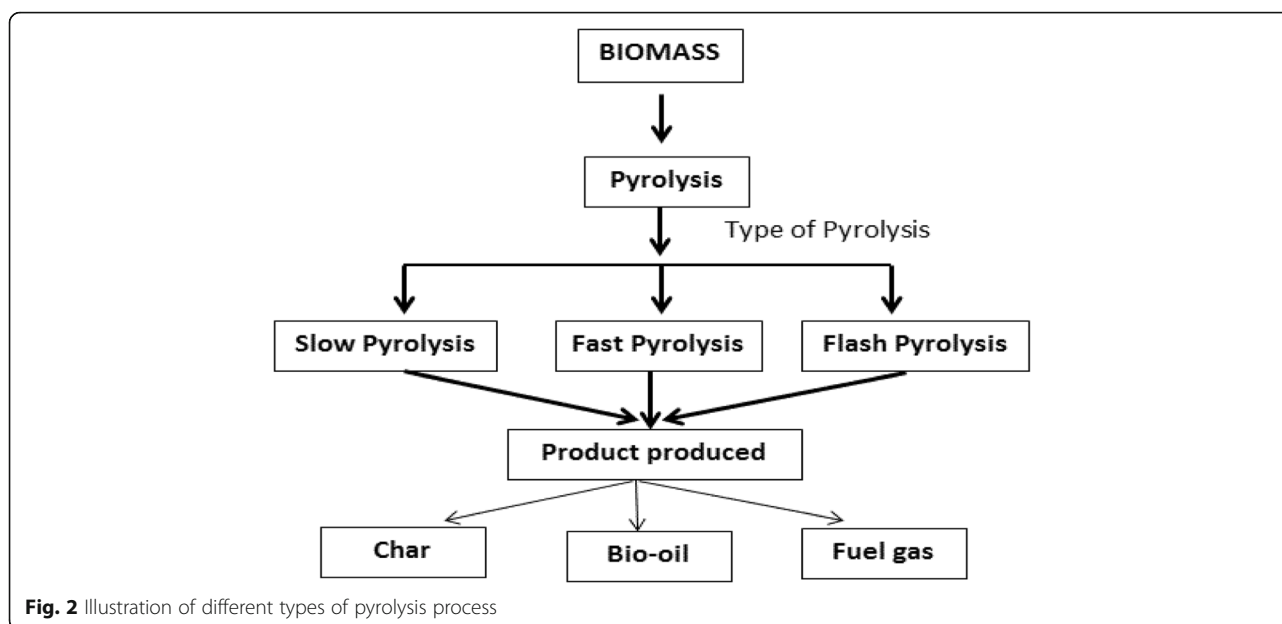 BIOMASS
Pyrolysis
Type of Pyrolysis
Slow Pyrolysis
Fast Pyrolysis
Flash Pyrolysis
Product produced
Char
Bio-oil
Fuel gas
Fig. 2 Illustration of different types of pyrolysis process